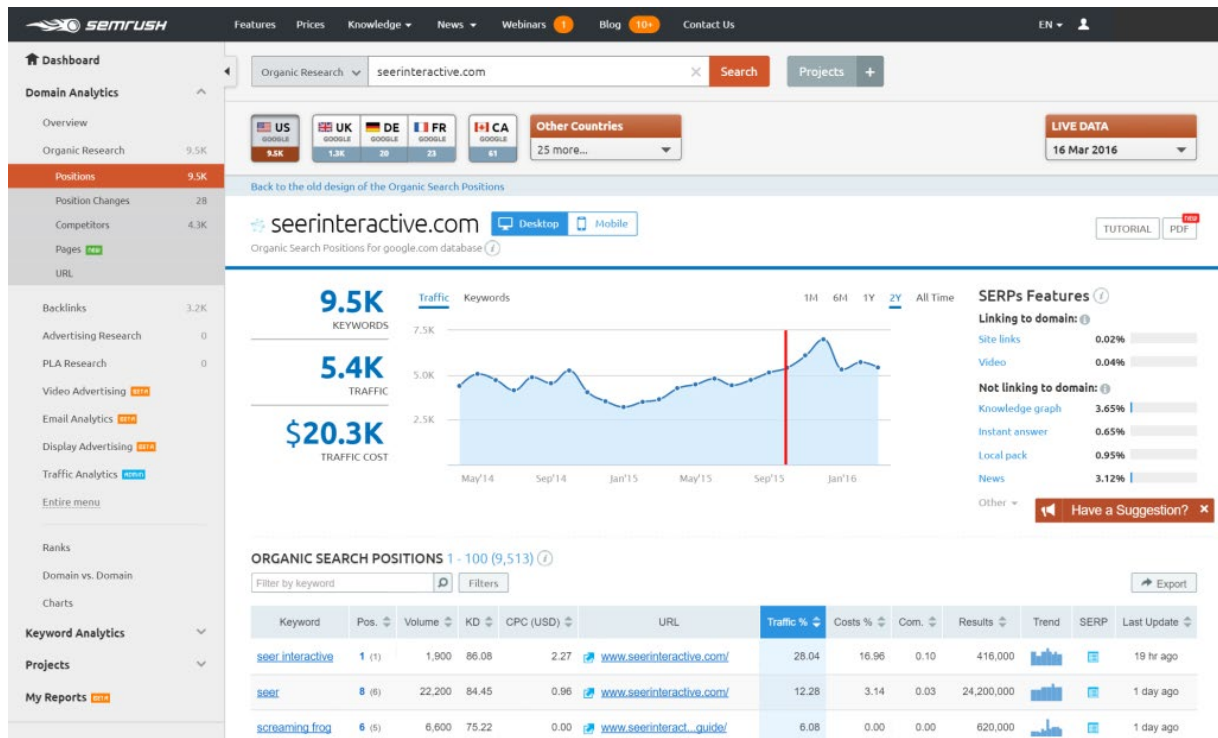 semrush Features Prices Knowledge News Webinars 1 Blog 10+ Contact Us EN
Dashboard
Domain Analytics
Overview
Organic Research 9.5K
Positions 9.5K
Position Changes 28
Competitors 4.3K
Pages new
URL
Backlinks 3.2K
Advertising Research 0
PLA Research 0
Video Advertising BETA
Email Analytics BETA
Display Advertising BETA
Traffic Analytics
Entire menu
Ranks
Domain vs. Domain
Charts
Keyword Analytics
Projects
My Reports BETA
Organic Research seerinteractive.com Search Projects +
US GOOGLE 9.5K
UK GOOGLE 1.3K
DE GOOGLE 20
FR GOOGLE 23
CA GOOGLE 61
Other Countries
25 more...
LIVE DATA
16 Mar 2016
Back to the old design of the Organic Search Positions
seerinteractive.com Desktop Mobile
Organic Search Positions for google.com database i
TUTORIAL PDF new
9.5K
KEYWORDS
5.4K
TRAFFIC
$20.3K
TRAFFIC COST
Traffic Keywords 1M 6M 1Y 2Y All Time
7.5K
5.0K
2.5K
May'14 Sep'14 Jan'15 May'15 Sep'15 Jan'16
SERPs Features i
Linking to domain:
Site links 0.02%
Video 0.04%
Not linking to domain:
Knowledge graph 3.65%
Instant answer 0.65%
Local pack 0.95%
News 3.12%
Other
Have a Suggestion? ×
ORGANIC SEARCH POSITIONS 1 - 100 (9,513) i
Filter by keyword Filters Export
Keyword Pos. Volume KD CPC (USD) URL Traffic % Costs % Com. Results Trend SERP Last Update
seer interactive 1 (1) 1,900 86.08 2.27 www.seerinteractive.com/ 28.04 16.96 0.10 416,000 19 hr ago
seer 8 (6) 22,200 84.45 0.96 www.seerinteractive.com/ 12.28 3.14 0.03 24,200,000 1 day ago
screaming frog 6 (5) 6,600 75.22 0.00 www.seerinteract...guide/ 6.08 0.00 0.00 620,000 1 day ago